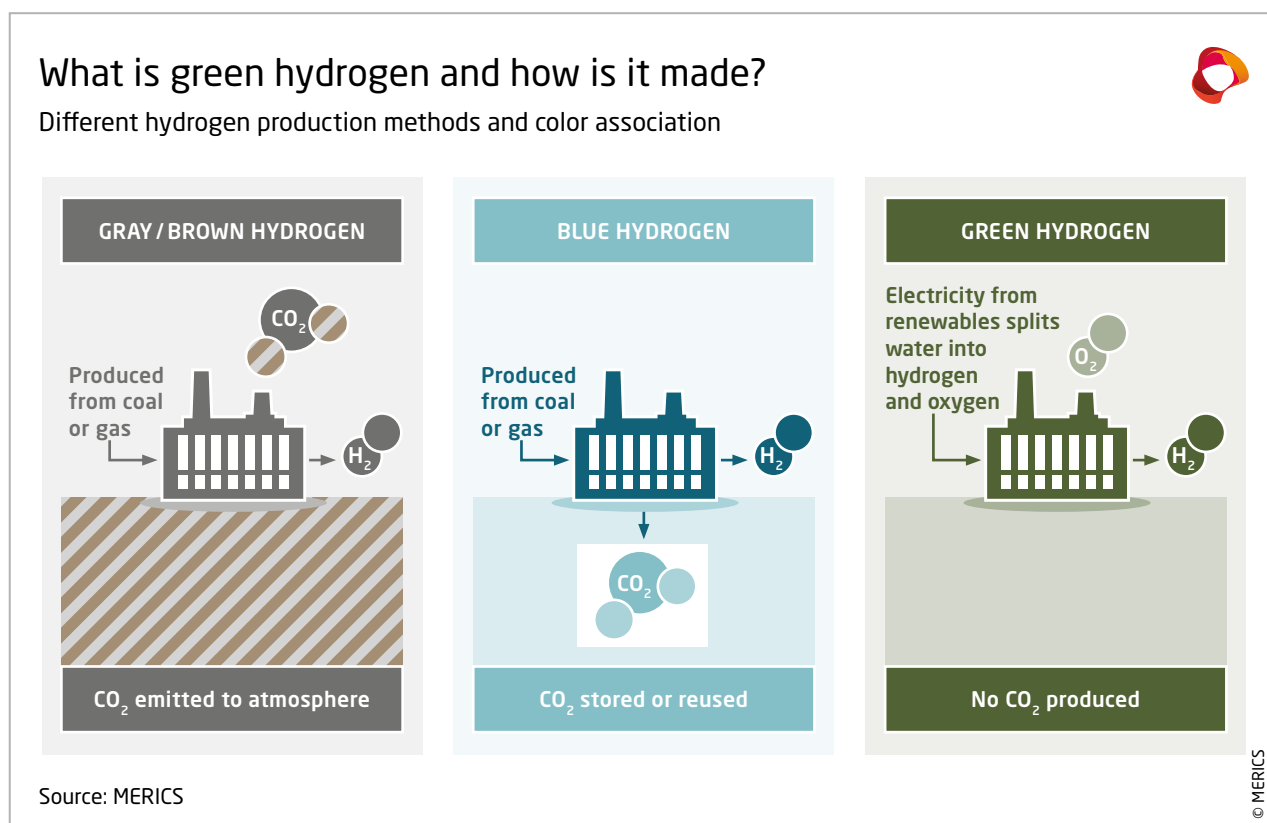 What is green hydrogen and how is it made?
Different hydrogen production methods and color association
GRAY / BROWN HYDROGEN
CO₂
Produced
from coal
or gas
H₂
CO₂ emitted to atmosphere
BLUE HYDROGEN
Produced
from coal
or gas
H₂
CO₂
CO₂ stored or reused
GREEN HYDROGEN
Electricity from
renewables splits
water into
hydrogen
and oxygen
O₂
H₂
No CO₂ produced
Source: MERICS
© MERICS